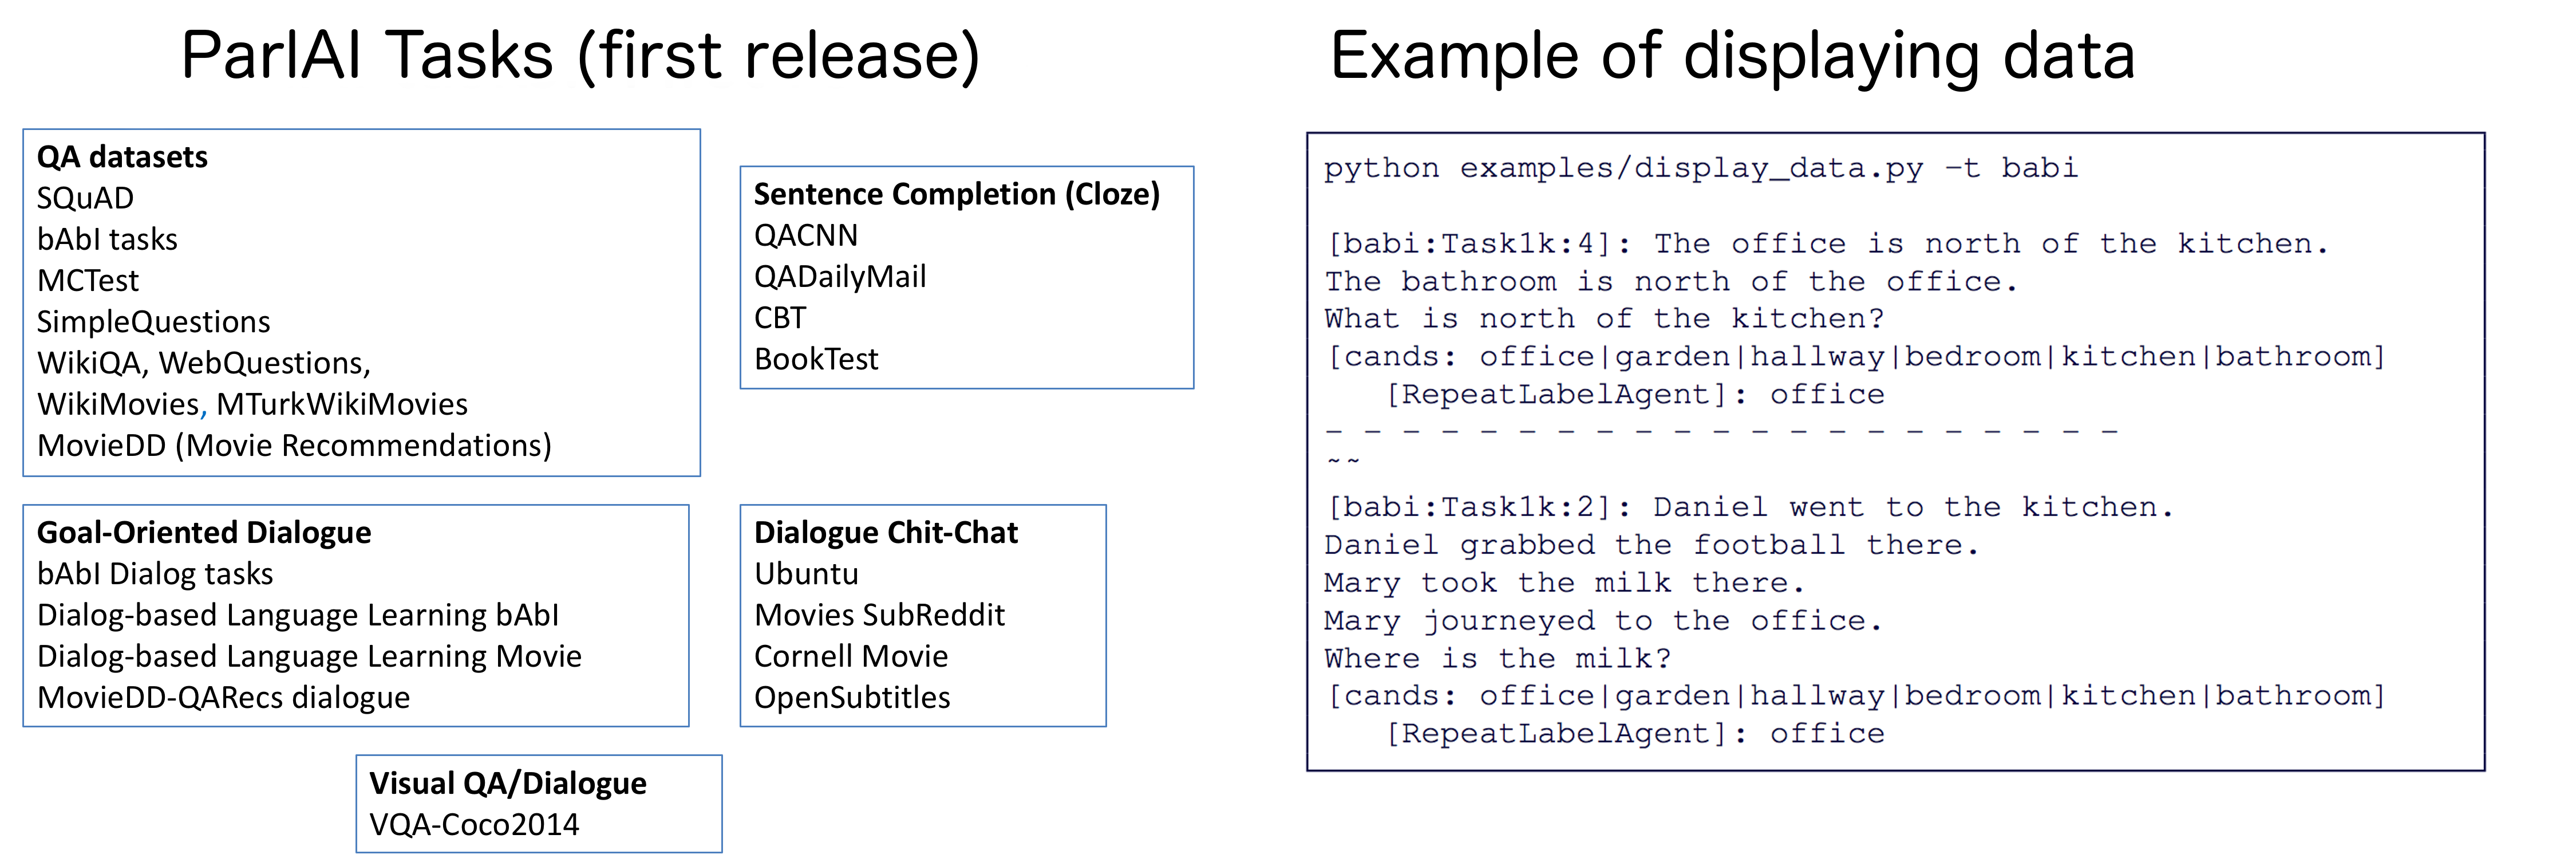 ParlAI Tasks (first release)
QA datasets
SQuAD
bAbI tasks
MCTest
SimpleQuestions
WikiQA, WebQuestions,
WikiMovies, MTurkWikiMovies
MovieDD (Movie Recommendations)
Sentence Completion (Cloze)
QACNN
QADailyMail
CBT
BookTest
Goal-Oriented Dialogue
bAbI Dialog tasks
Dialog-based Language Learning bAbI
Dialog-based Language Learning Movie
MovieDD-QARecs dialogue
Dialogue Chit-Chat
Ubuntu
Movies SubReddit
Cornell Movie
OpenSubtitles
Visual QA/Dialogue
VQA-Coco2014
Example of displaying data
python examples/display_data.py -t babi
[babi:Task1k:4]: The office is north of the kitchen.
The bathroom is north of the office.
What is north of the kitchen?
[cands: office|garden|hallway|bedroom|kitchen|bathroom]
[RepeatLabelAgent]: office
- - - - - - - - - - - - - - - - - - - - -
~~
[babi:Task1k:2]: Daniel went to the kitchen.
Daniel grabbed the football there.
Mary took the milk there.
Mary journeyed to the office.
Where is the milk?
[cands: office|garden|hallway|bedroom|kitchen|bathroom]
[RepeatLabelAgent]: office